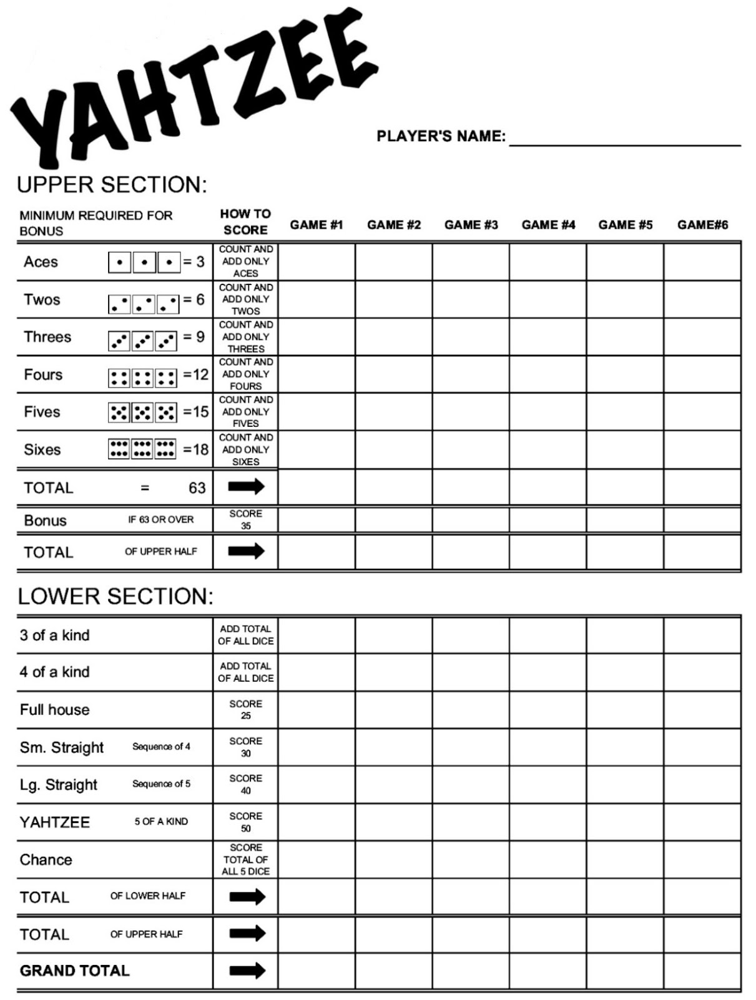 YAHTZEE
PLAYER'S NAME:
UPPER SECTION:
MINIMUM REQUIRED FOR
BONUS
HOW TO
SCORE
GAME #1 GAME #2 GAME #3 GAME #4 GAME #5 GAME#6
Aces = 3
COUNT AND
ADD ONLY
ACES
Twos = 6
COUNT AND
ADD ONLY
TWOS
Threes = 9
COUNT AND
ADD ONLY
THREES
Fours =12
COUNT AND
ADD ONLY
FOURS
Fives =15
COUNT AND
ADD ONLY
FIVES
Sixes =18
COUNT AND
ADD ONLY
SIXES
TOTAL = 63
Bonus IF 63 OR OVER
SCORE
35
TOTAL OF UPPER HALF
LOWER SECTION:
3 of a kind
ADD TOTAL
OF ALL DICE
4 of a kind
ADD TOTAL
OF ALL DICE
Full house
SCORE
25
Sm. Straight Sequence of 4
SCORE
30
Lg. Straight Sequence of 5
SCORE
40
YAHTZEE 5 OF A KIND
SCORE
50
Chance
SCORE
TOTAL OF
ALL 5 DICE
TOTAL OF LOWER HALF
TOTAL OF UPPER HALF
GRAND TOTAL